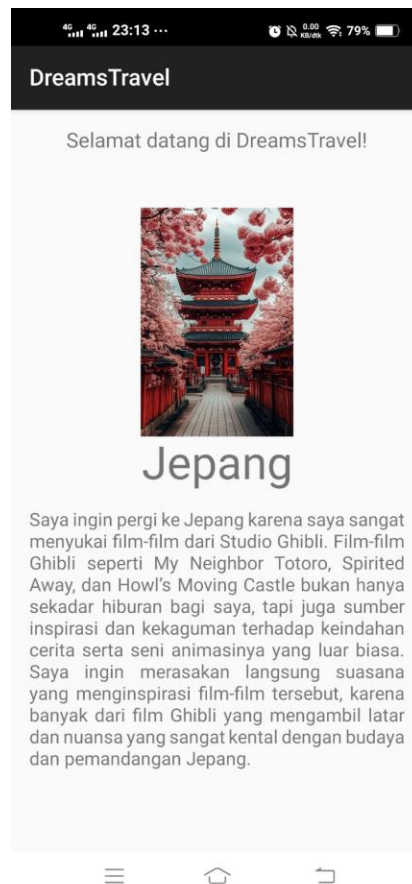 4G 4G 23:13 ··· 0.00 KB/dtk 79%
DreamsTravel
Selamat datang di DreamsTravel!
Jepang
Saya ingin pergi ke Jepang karena saya sangat
menyukai film-film dari Studio Ghibli. Film-film
Ghibli seperti My Neighbor Totoro, Spirited
Away, dan Howl’s Moving Castle bukan hanya
sekadar hiburan bagi saya, tapi juga sumber
inspirasi dan kekaguman terhadap keindahan
cerita serta seni animasinya yang luar biasa.
Saya ingin merasakan langsung suasana
yang menginspirasi film-film tersebut, karena
banyak dari film Ghibli yang mengambil latar
dan nuansa yang sangat kental dengan budaya
dan pemandangan Jepang.